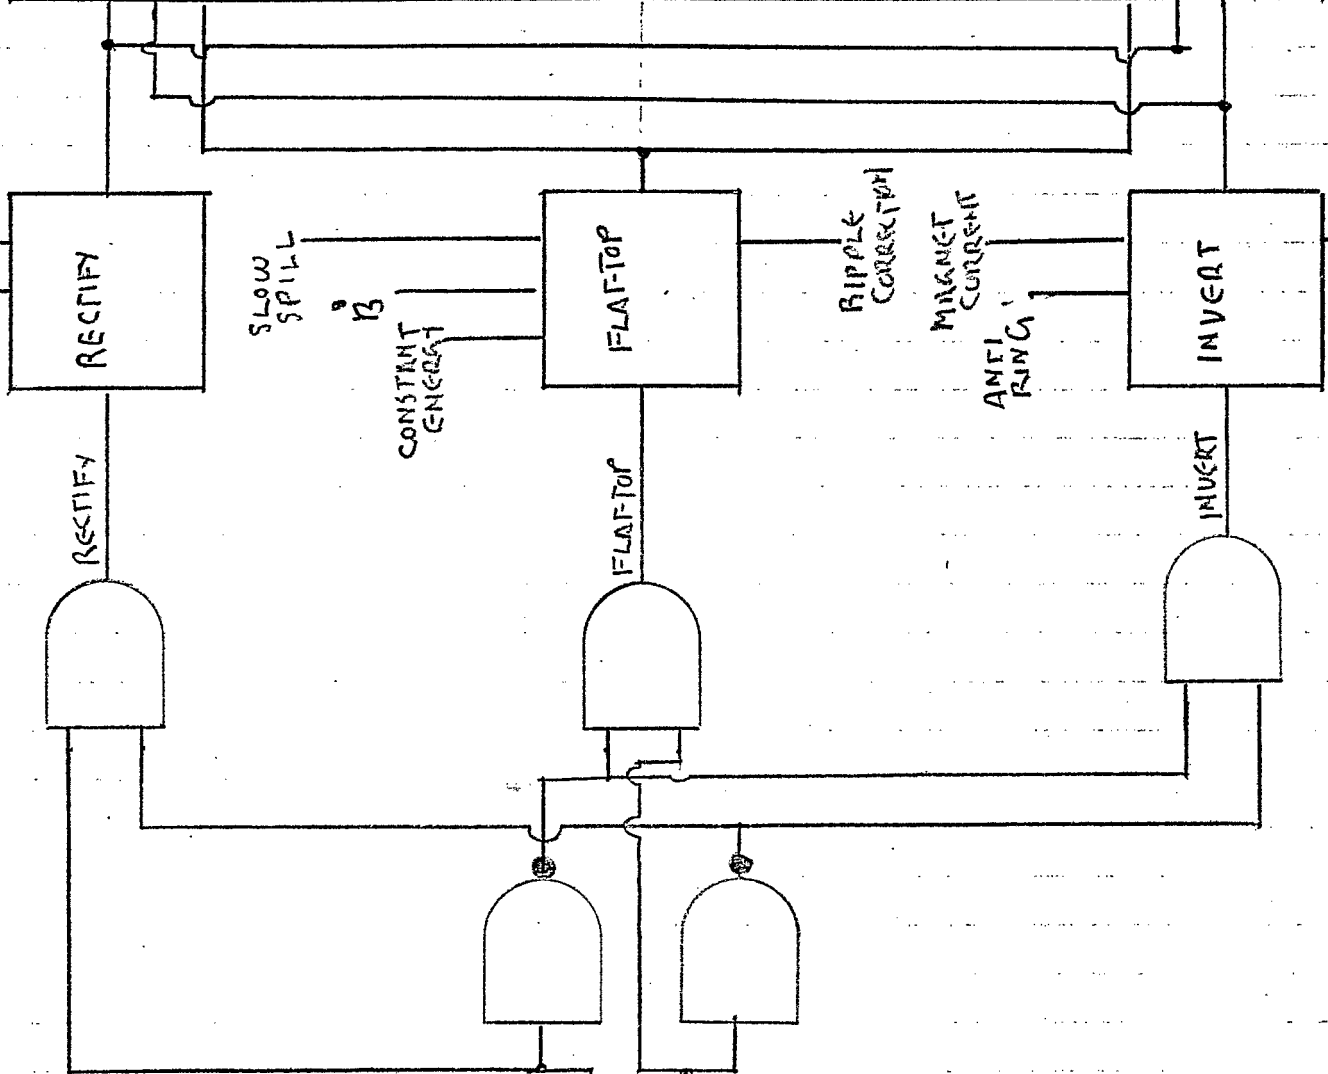 RECTIFY
SLOW
SPILL
Ḃ
CONSTANT
ENERGY
FLAT-TOP
RIPPLE
CORRECTION
MAGNET
CURRENT
ANTI
RING
INVERT
RECTIFY
FLAT-TOP
INVERT